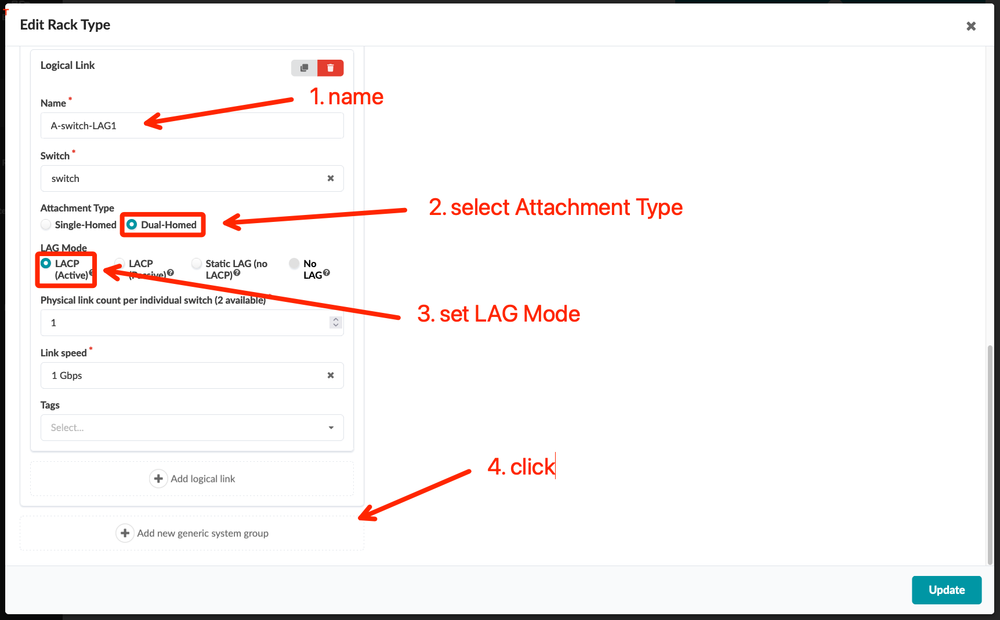 Edit Rack Type
Logical Link
1. name
Name *
A-switch-LAG1
Switch *
switch
2. select Attachment Type
Attachment Type
Single-Homed Dual-Homed
LAG Mode
LACP (Active)
LACP (Passive)
Static LAG (no LACP)
No LAG
Physical link count per individual switch (2 available)
3. set LAG Mode
1
Link speed *
1 Gbps
Tags
Select...
4. click
Add logical link
Add new generic system group
Update